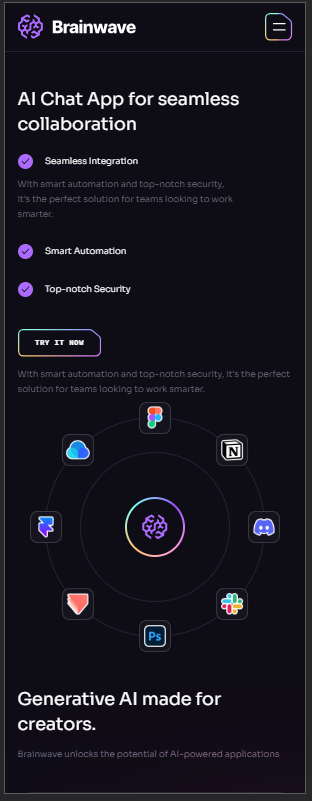 Brainwave
AI Chat App for seamless
collaboration
Seamless Integration
With smart automation and top-notch security,
it's the perfect solution for teams looking to work
smarter.
Smart Automation
Top-notch Security
TRY IT NOW
With smart automation and top-notch security, it's the perfect
solution for teams looking to work smarter.
N
Ps
Generative AI made for
creators.
Brainwave unlocks the potential of AI-powered applications